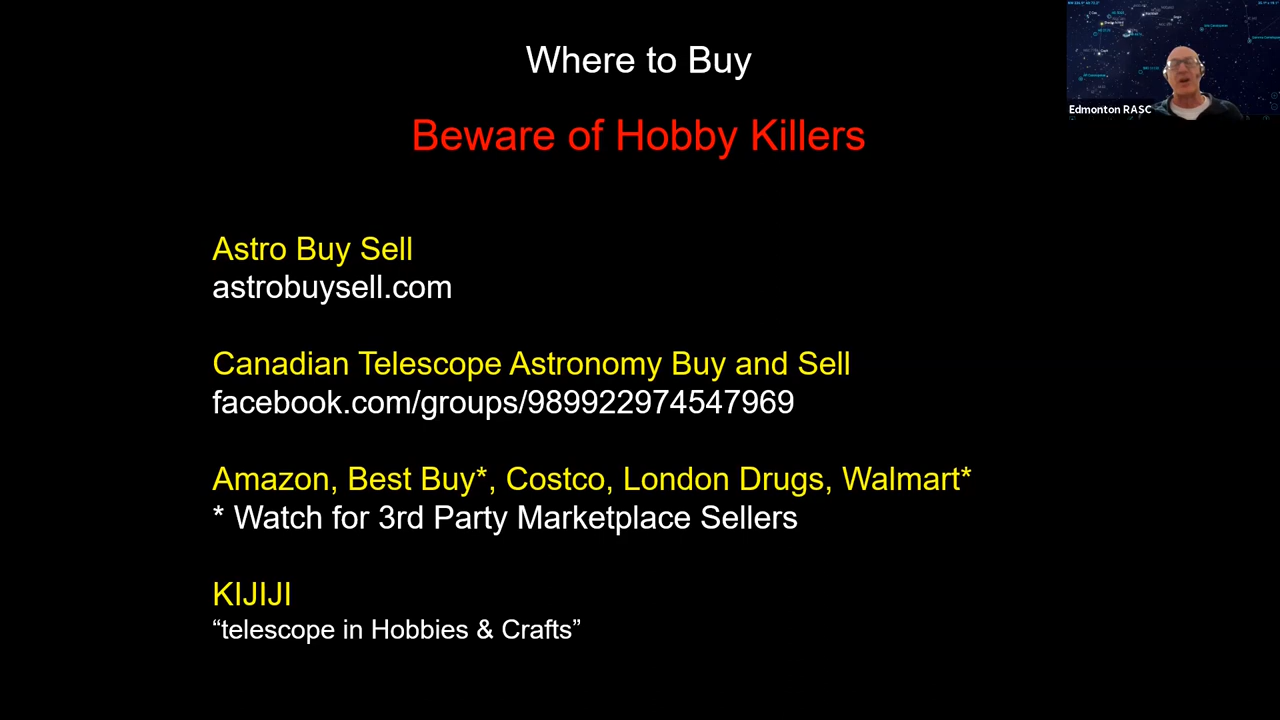 Where to Buy
Beware of Hobby Killers
Edmonton RASC
Astro Buy Sell
astrobuysell.com
Canadian Telescope Astronomy Buy and Sell
facebook.com/groups/989922974547969
Amazon, Best Buy*, Costco, London Drugs, Walmart*
* Watch for 3rd Party Marketplace Sellers
KIJIJI
“telescope in Hobbies & Crafts”